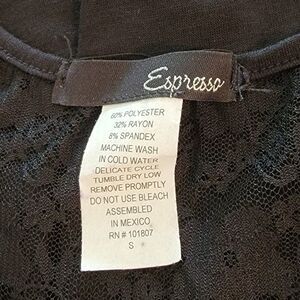 Espresso
60% POLYESTER
32% RAYON
8% SPANDEX
MACHINE WASH
IN COLD WATER
DELICATE CYCLE
TUMBLE DRY LOW
REMOVE PROMPTLY
DO NOT USE BLEACH
ASSEMBLED
IN MEXICO
RN # 101807
S